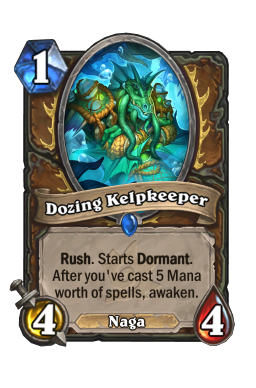 1
Dozing Kelpkeeper
Rush. Starts Dormant.
After you've cast 5 Mana
worth of spells, awaken.
4
Naga
4